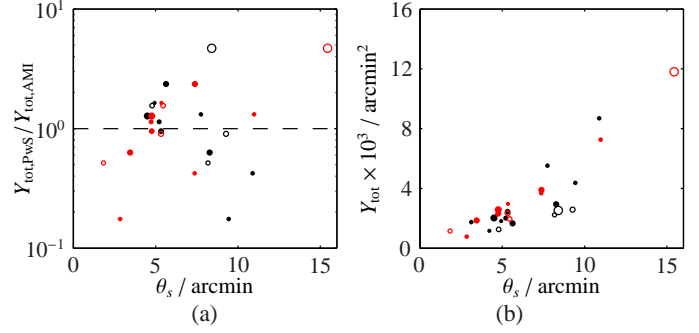 10¹
10⁰
10⁻¹
Y_tot,PwS / Y_tot,AMI
0 5 10 15
θ_s / arcmin
(a)
16
12
8
4
0
Y_tot × 10³ / arcmin²
0 5 10 15
θ_s / arcmin
(b)